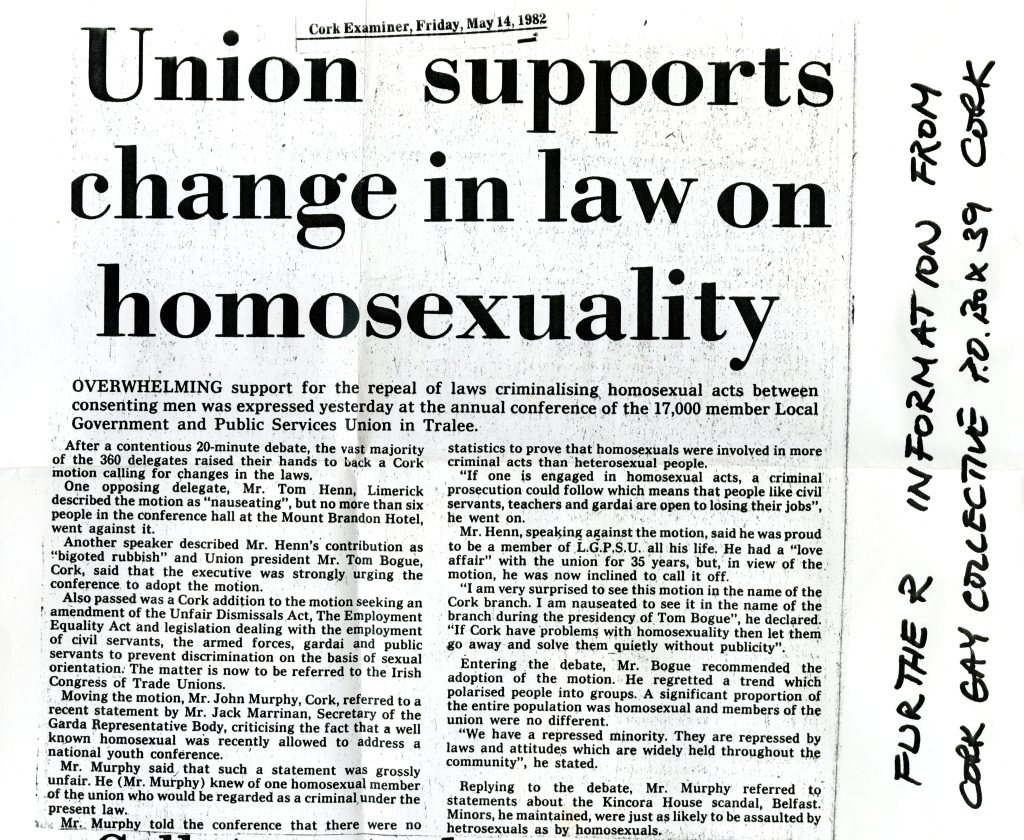 Cork Examiner, Friday, May 14, 1982
Union supports
change in law on
homosexuality
OVERWHELMING support for the repeal of laws criminalising homosexual acts between
consenting men was expressed yesterday at the annual conference of the 17,000 member Local
Government and Public Services Union in Tralee.
After a contentious 20-minute debate, the vast majority
of the 360 delegates raised their hands to back a Cork
motion calling for changes in the laws.
One opposing delegate, Mr. Tom Henn, Limerick
described the motion as "nauseating", but no more than six
people in the conference hall at the Mount Brandon Hotel,
went against it.
Another speaker described Mr. Henn's contribution as
"bigoted rubbish" and Union president Mr. Tom Bogue,
Cork, said that the executive was strongly urging the
conference to adopt the motion.
Also passed was a Cork addition to the motion seeking an
amendment of the Unfair Dismissals Act, The Employment
Equality Act and legislation dealing with the employment
of civil servants, the armed forces, gardai and public
servants to prevent discrimination on the basis of sexual
orientation. The matter is now to be referred to the Irish
Congress of Trade Unions.
Moving the motion, Mr. John Murphy, Cork, referred to a
recent statement by Mr. Jack Marrinan, Secretary of the
Garda Representative Body, criticising the fact that a well
known homosexual was recently allowed to address a
national youth conference.
Mr. Murphy said that such a statement was grossly
unfair. He (Mr. Murphy) knew of one homosexual member
of the union who would be regarded as a criminal under the
present law.
Mr. Murphy told the conference that there were no
statistics to prove that homosexuals were involved in more
criminal acts than heterosexual people.
"If one is engaged in homosexual acts, a criminal
prosecution could follow which means that people like civil
servants, teachers and gardai are open to losing their jobs",
he went on.
Mr. Henn, speaking against the motion, said he was proud
to be a member of L.G.P.S.U. all his life. He had a "love
affair" with the union for 35 years, but, in view of the
motion, he was now inclined to call it off.
"I am very surprised to see this motion in the name of the
Cork branch. I am nauseated to see it in the name of the
branch during the presidency of Tom Bogue", he declared.
"If Cork have problems with homosexuality then let them
go away and solve them quietly without publicity".
Entering the debate, Mr. Bogue recommended the
adoption of the motion. He regretted a trend which
polarised people into groups. A significant proportion of
the entire population was homosexual and members of the
union were no different.
"We have a repressed minority. They are repressed by
laws and attitudes which are widely held throughout the
community", he stated.
Replying to the debate, Mr. Murphy referred to
statements about the Kincora House scandal, Belfast.
Minors, he maintained, were just as likely to be assaulted by
hetrosexuals as by homosexuals.
FURTHER INFORMATION FROM
CORK GAY COLLECTIVE P.O. BOX 39 CORK